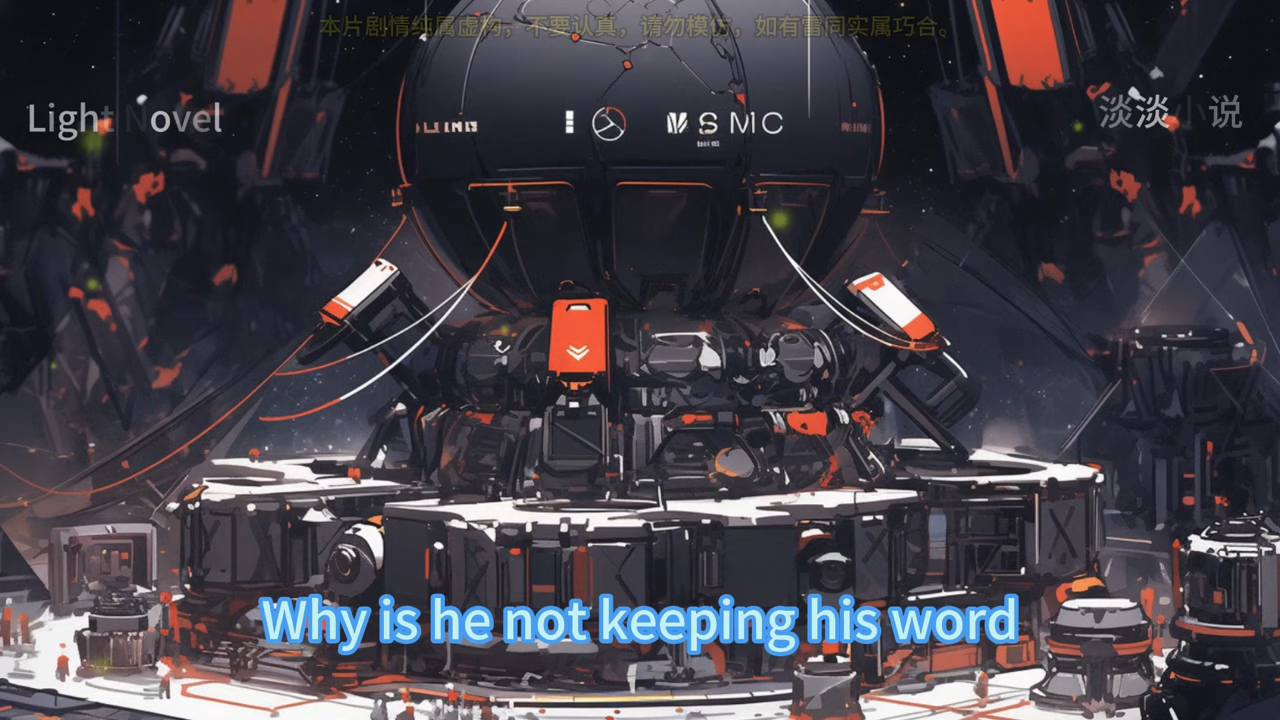 本片剧情纯属虚构，不要认真，请勿模仿，如有雷同实属巧合。
Light Novel
淡淡小说
SMC
Why is he not keeping his word